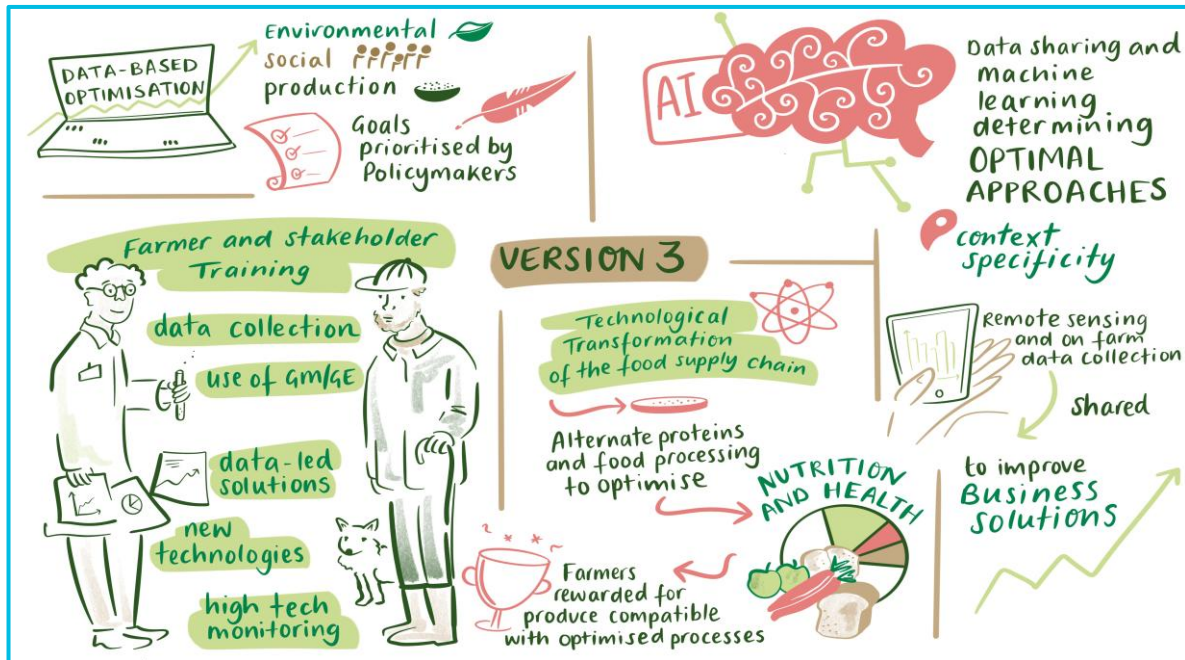 DATA-BASED
OPTIMISATION
Environmental
social
production
Goals
prioritised by
Policymakers
AI
Data sharing and
machine
learning
determining
OPTIMAL
APPROACHES
context
specificity
Farmer and stakeholder
Training
data collection
use of GM/GE
data-led
solutions
new
technologies
high tech
monitoring
VERSION 3
Technological
Transformation
of the food supply chain
Alternate proteins
and food processing
to optimise
NUTRITION
AND HEALTH
Farmers
rewarded for
produce compatible
with optimised processes
Remote sensing
and on farm
data collection
Shared
to improve
Business
solutions